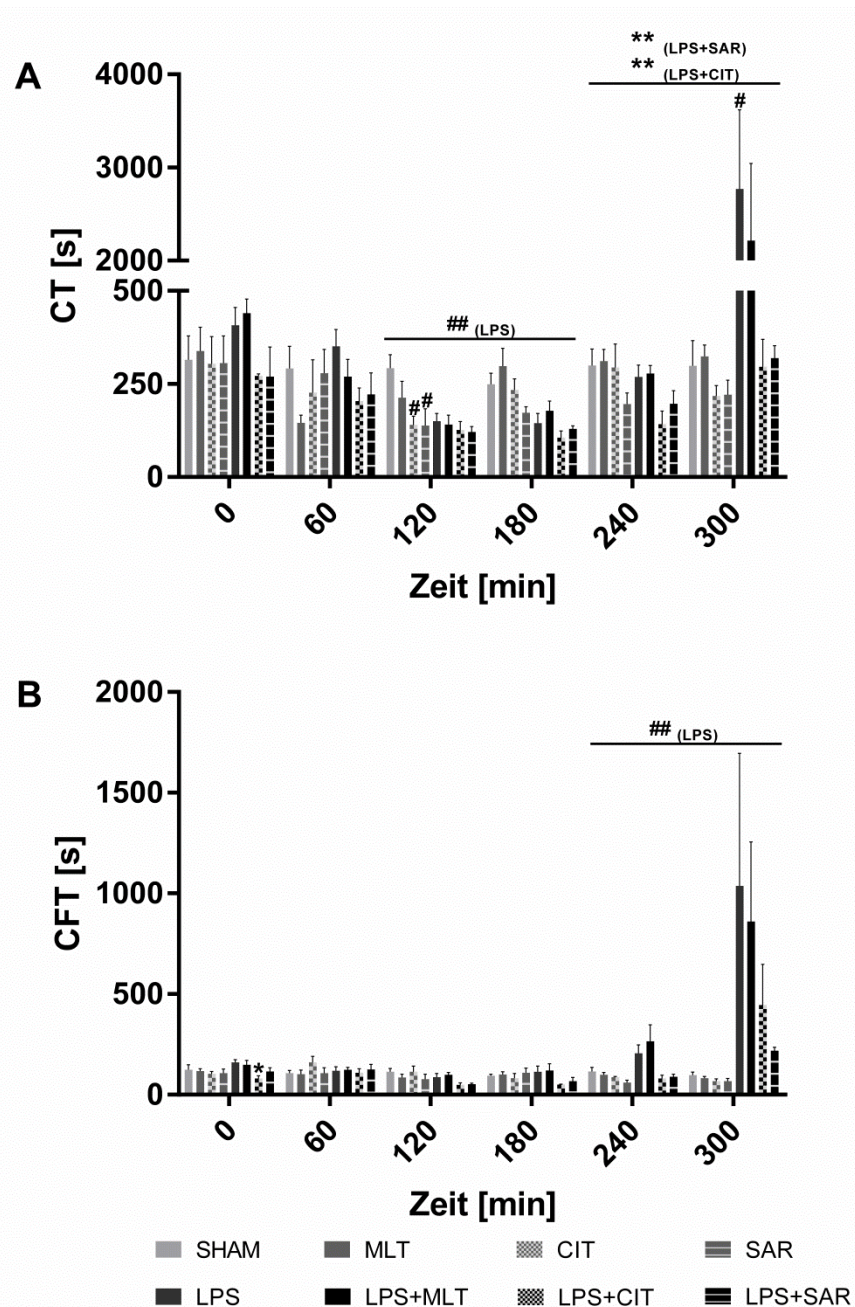 ** (LPS+SAR)
** (LPS+CIT)
A
4000
#
3000
2000
CT [s]
500
## (LPS)
250
# #
0
0 60 120 180 240 300
Zeit [min]
B
2000
## (LPS)
1500
CFT [s]
1000
500
*
0
0 60 120 180 240 300
Zeit [min]
SHAM MLT CIT SAR
LPS LPS+MLT LPS+CIT LPS+SAR